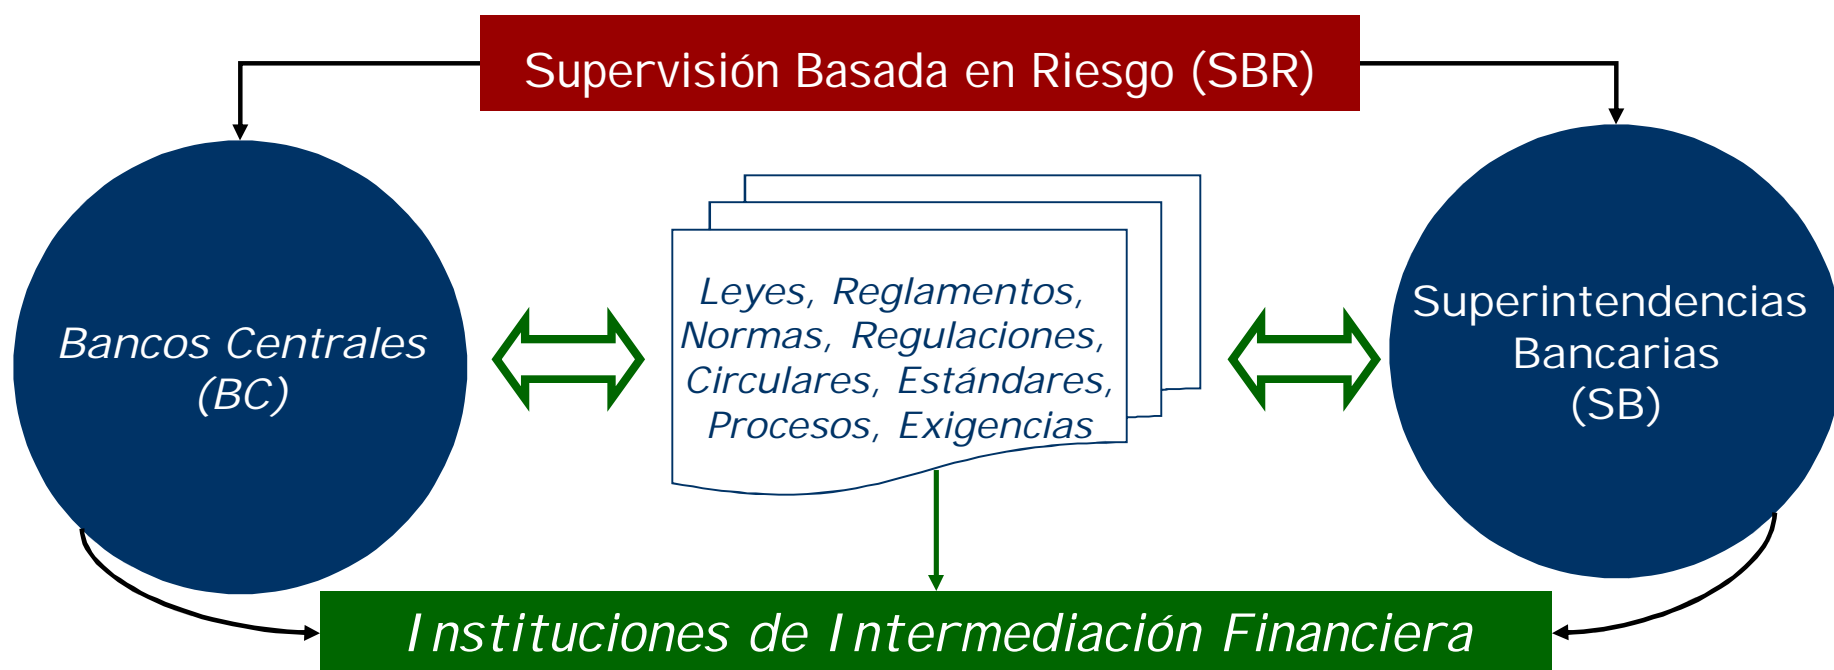 Supervisión Basada en Riesgo (SBR)
Bancos Centrales
(BC)
Leyes, Reglamentos,
Normas, Regulaciones,
Circulares, Estándares,
Procesos, Exigencias
Superintendencias
Bancarias
(SB)
Instituciones de Intermediación Financiera